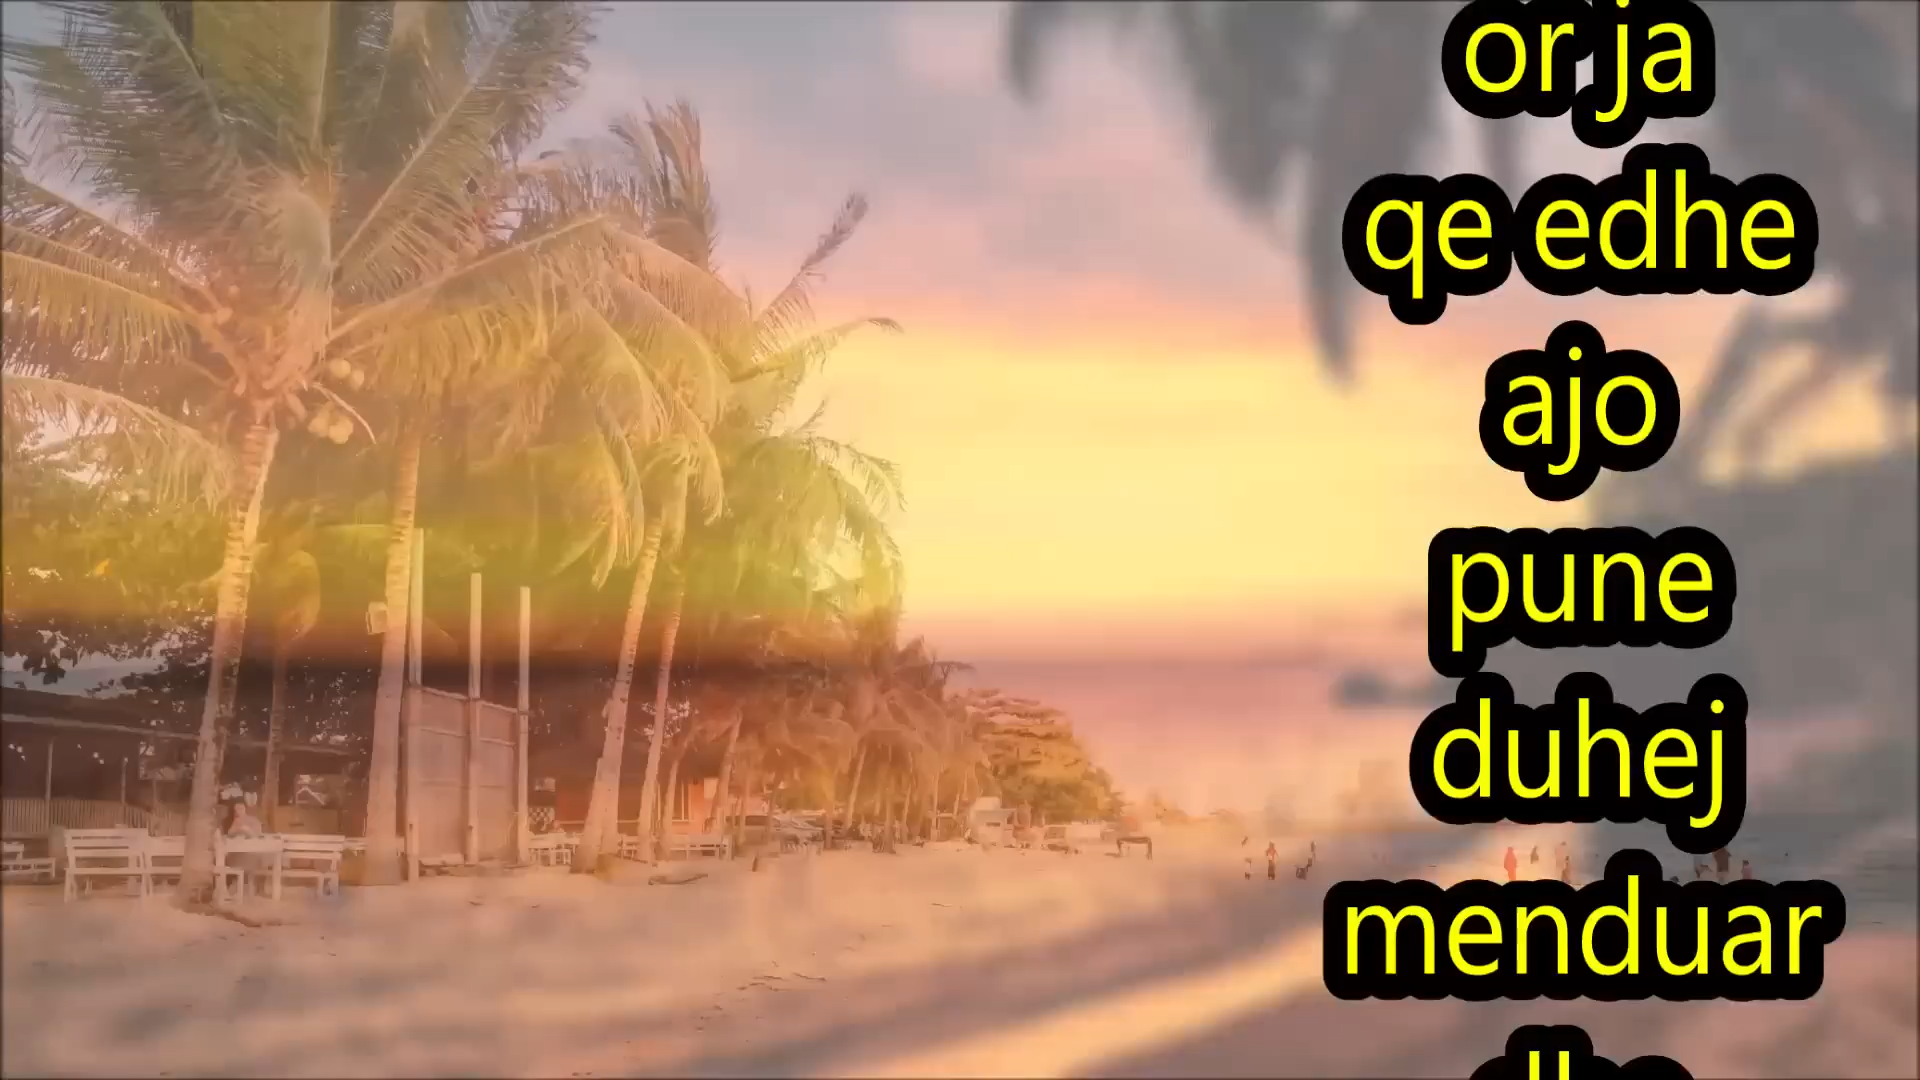 or ja
qe edhe
ajo
pune
duhej
menduar